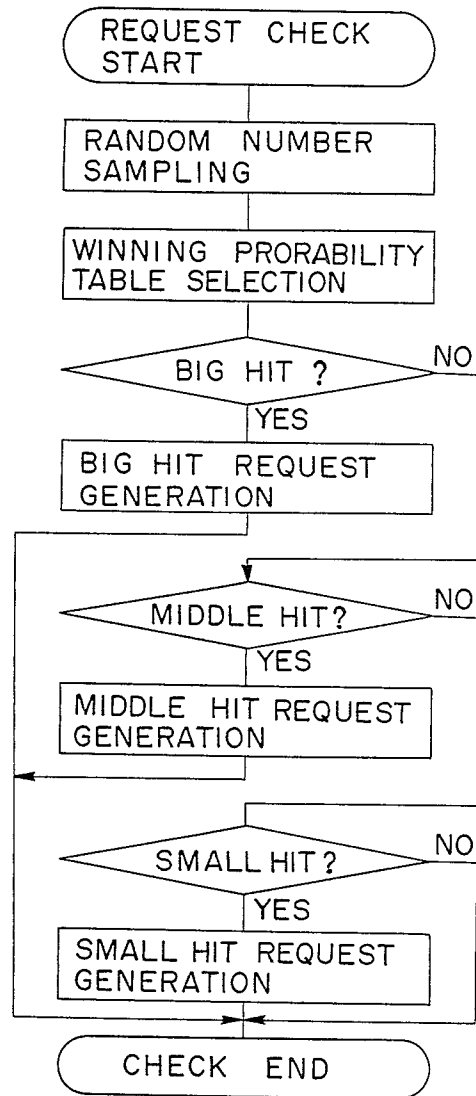 REQUEST CHECK
START
RANDOM NUMBER
SAMPLING
WINNING PRORABILITY
TABLE SELECTION
BIG HIT ?
NO
YES
BIG HIT REQUEST
GENERATION
MIDDLE HIT?
NO
YES
MIDDLE HIT REQUEST
GENERATION
SMALL HIT?
NO
YES
SMALL HIT REQUEST
GENERATION
CHECK END